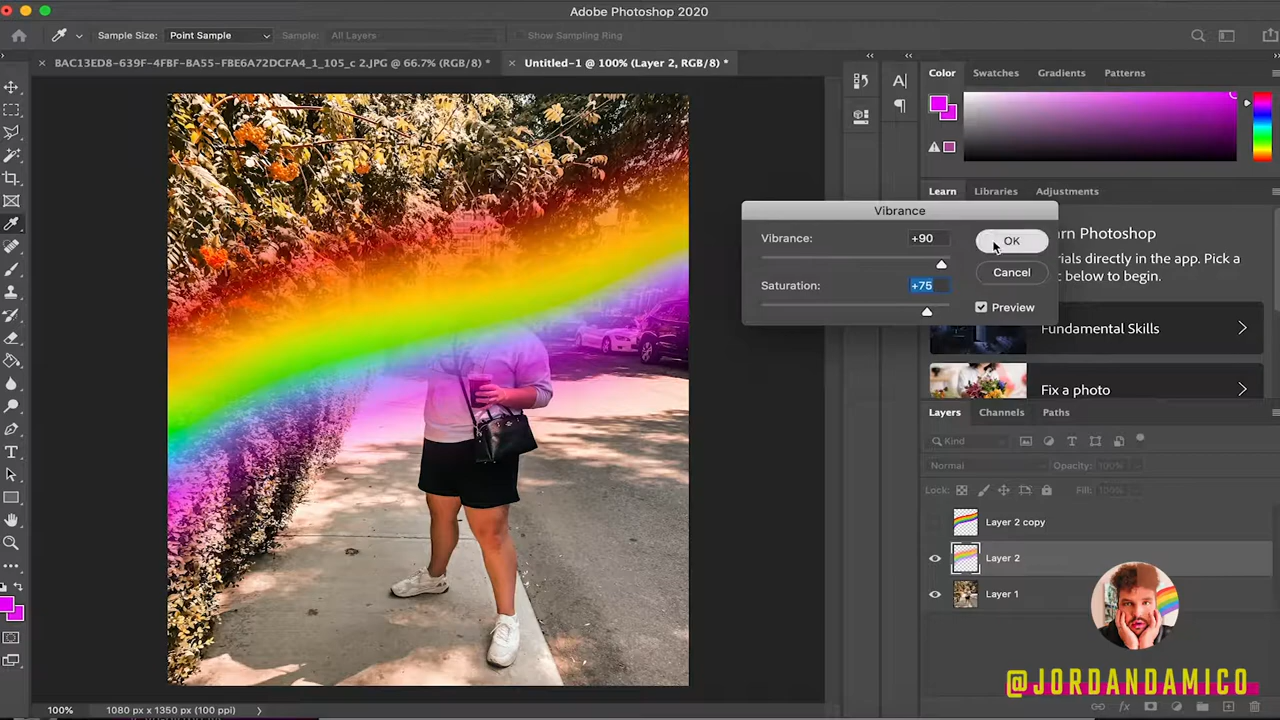 Adobe Photoshop 2020
Sample Size: Point Sample Sample: All Layers Show Sampling Ring
BAC13ED8-639F-4FBF-BA55-FBE6A72DCFA4_1_105_c 2.JPG @ 66.7% (RGB/8) * Untitled-1 @ 100% (Layer 2, RGB/8) *
Color Swatches Gradients Patterns
Learn Libraries Adjustments
Vibrance
Vibrance: +90 OK
Saturation: +75 Cancel
Preview
arn Photoshop
rials directly in the app. Pick a
c below to begin.
Fundamental Skills
Fix a photo
Layers Channels Paths
Kind
Normal Opacity: 100%
Lock: Fill: 100%
Layer 2 copy
Layer 2
Layer 1
@JORDANDAMICO
100% 1080 px x 1350 px (100 ppi)